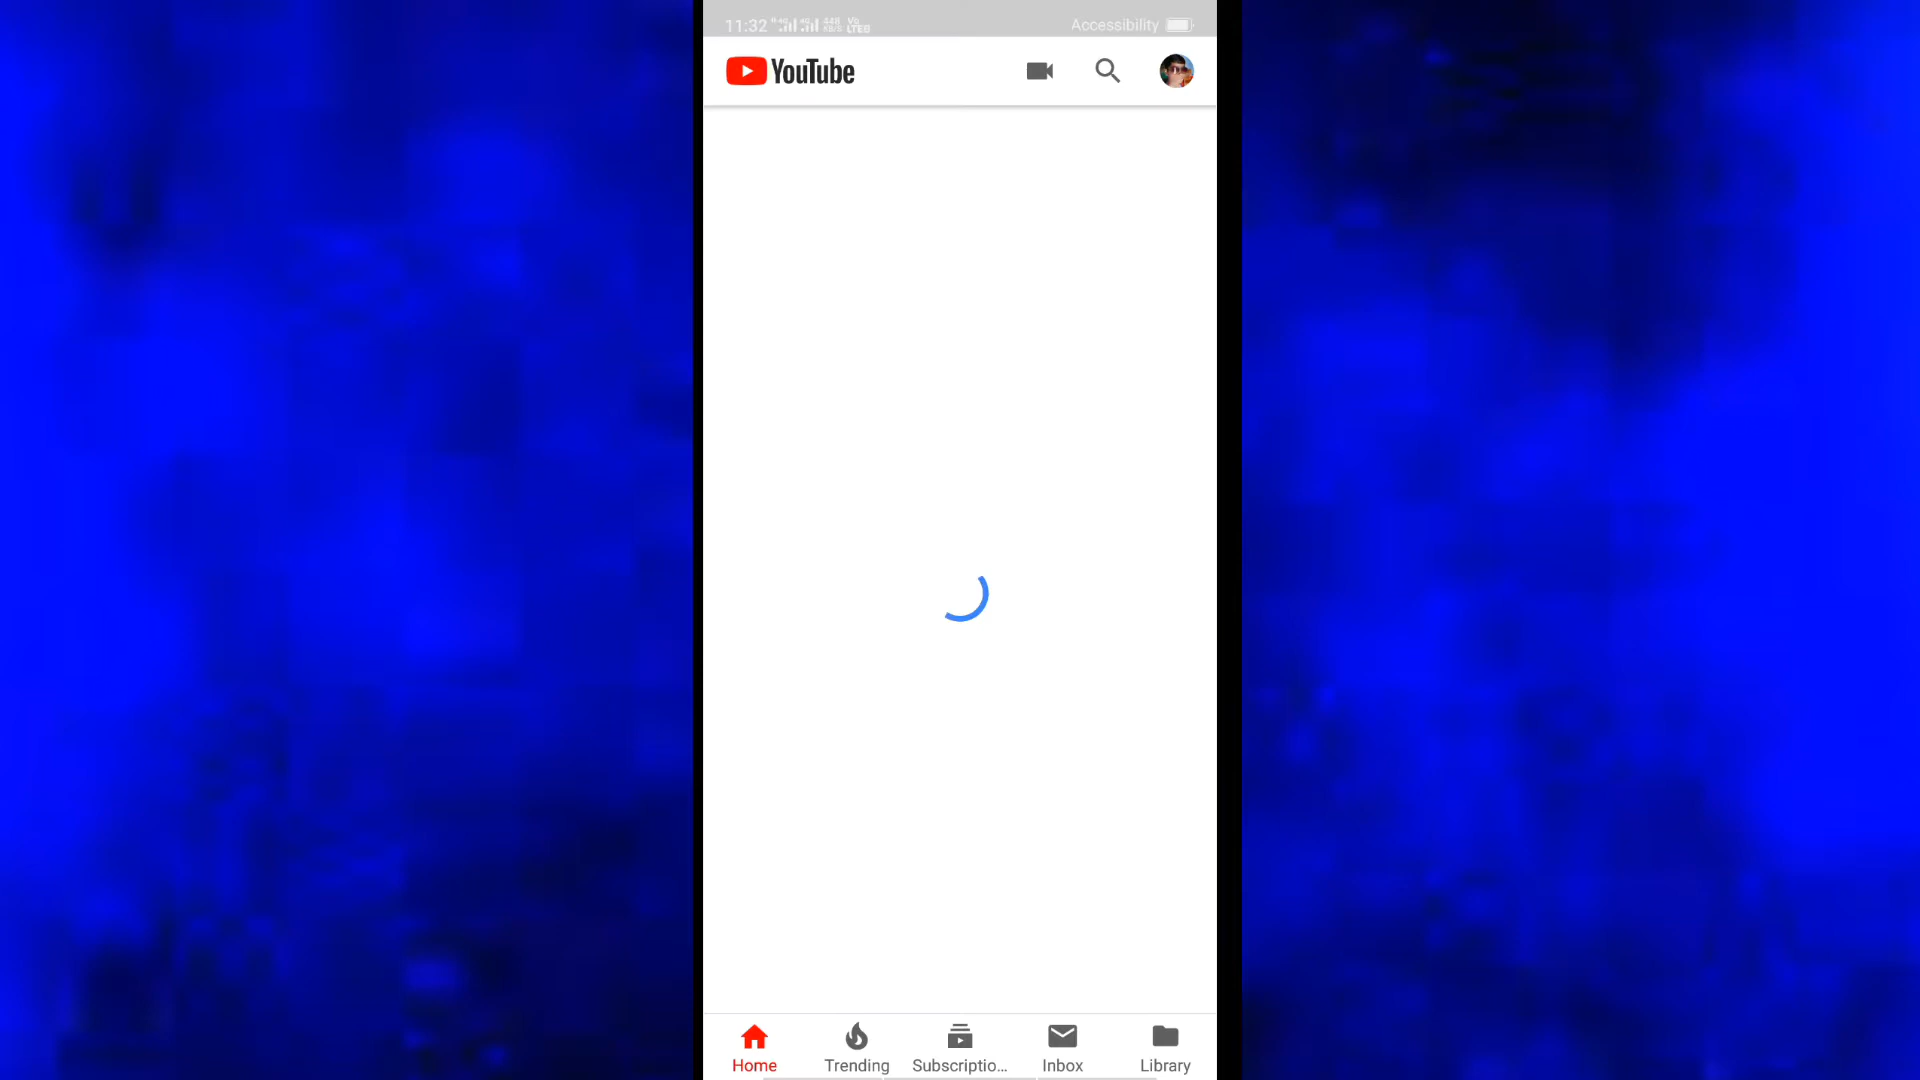 11:32
Accessibility
YouTube
Home
Trending
Subscriptio...
Inbox
Library